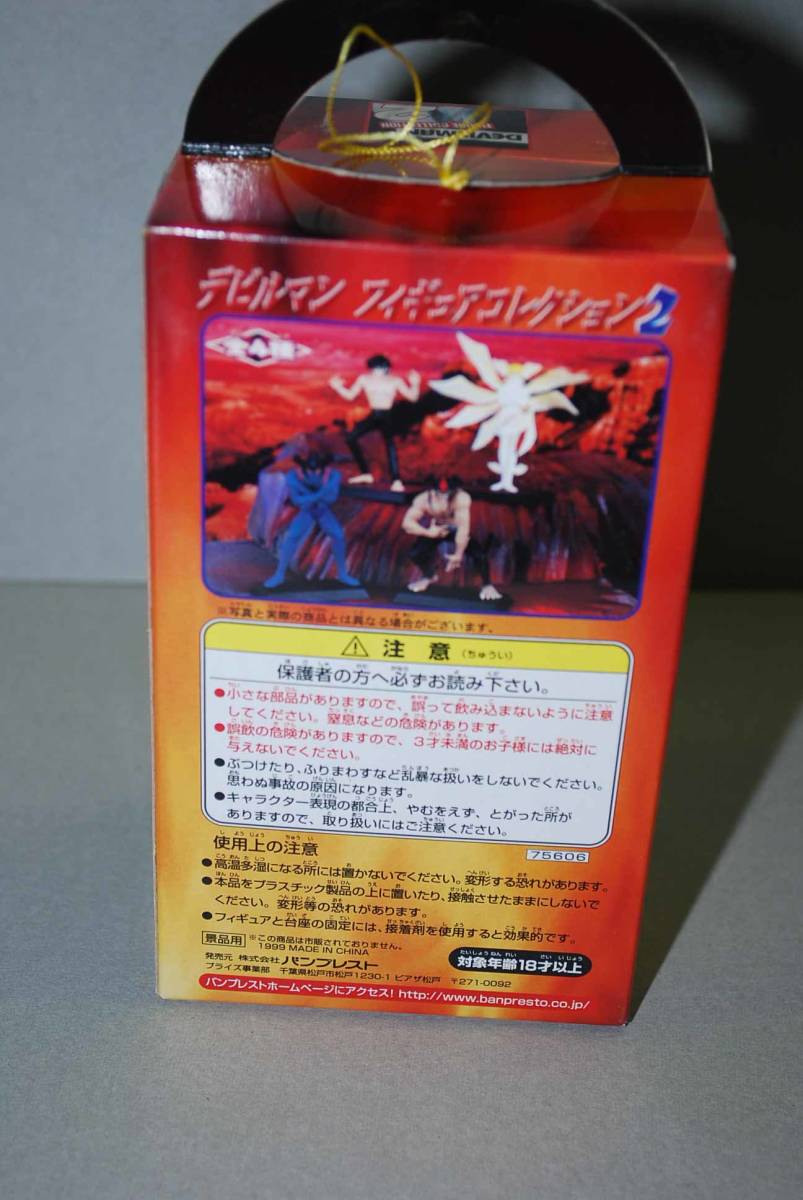 DEVILMAN
デビルマン フィギュアコレクション2
全4種
※写真と実際の商品とは異なる場合がございます。
注意(ちゅうい)
保護者の方へ必ずお読み下さい。
●小さな部品がありますので、誤って飲み込まないように注意
してください。窒息などの危険があります。
●誤飲の危険がありますので、3才未満のお子様には絶対に
与えないでください。
●ぶつけたり、ふりまわすなど乱暴な扱いをしないでください。
思わぬ事故の原因になります。
●キャラクター表現の都合上、やむをえず、とがった所が
ありますので、取り扱いにはご注意ください。
75606
使用上の注意
●高温多湿になる所には置かないでください。変形する恐れがあります。
●本品をプラスチック製品の上に置いたり、接触させたままにしないで
ください。変形等の恐れがあります。
●フィギュアと台座の固定には、接着剤を使用すると効果的です。
景品用 ※この商品は市販されておりません。
1999 MADE IN CHINA
発売元 株式会社 バンプレスト
プライズ事業部 千葉県松戸市松戸1230-1 ピアザ松戸 〒271-0092
対象年齢18才以上
バンプレストホームページにアクセス! http://www.banpresto.co.jp/